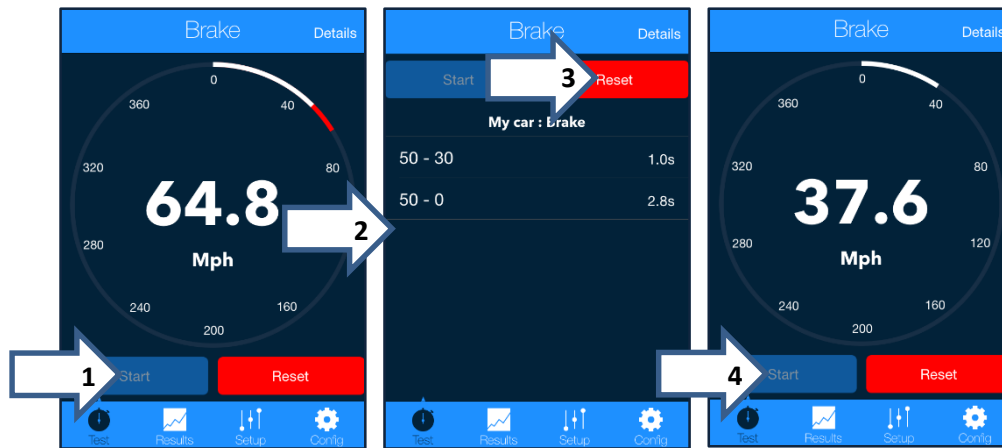 Brake
Details
0
40
80
360
320
280
240
200
160
64.8
Mph
1
Start
Reset
Test
Results
Setup
Config
Brake
Details
Start
3
Reset
My car : Brake
50 - 30
1.0s
50 - 0
2.8s
2
Test
Results
Setup
Config
Brake
Details
0
40
80
120
160
200
240
280
320
360
37.6
Mph
4
Start
Reset
Test
Results
Setup
Config